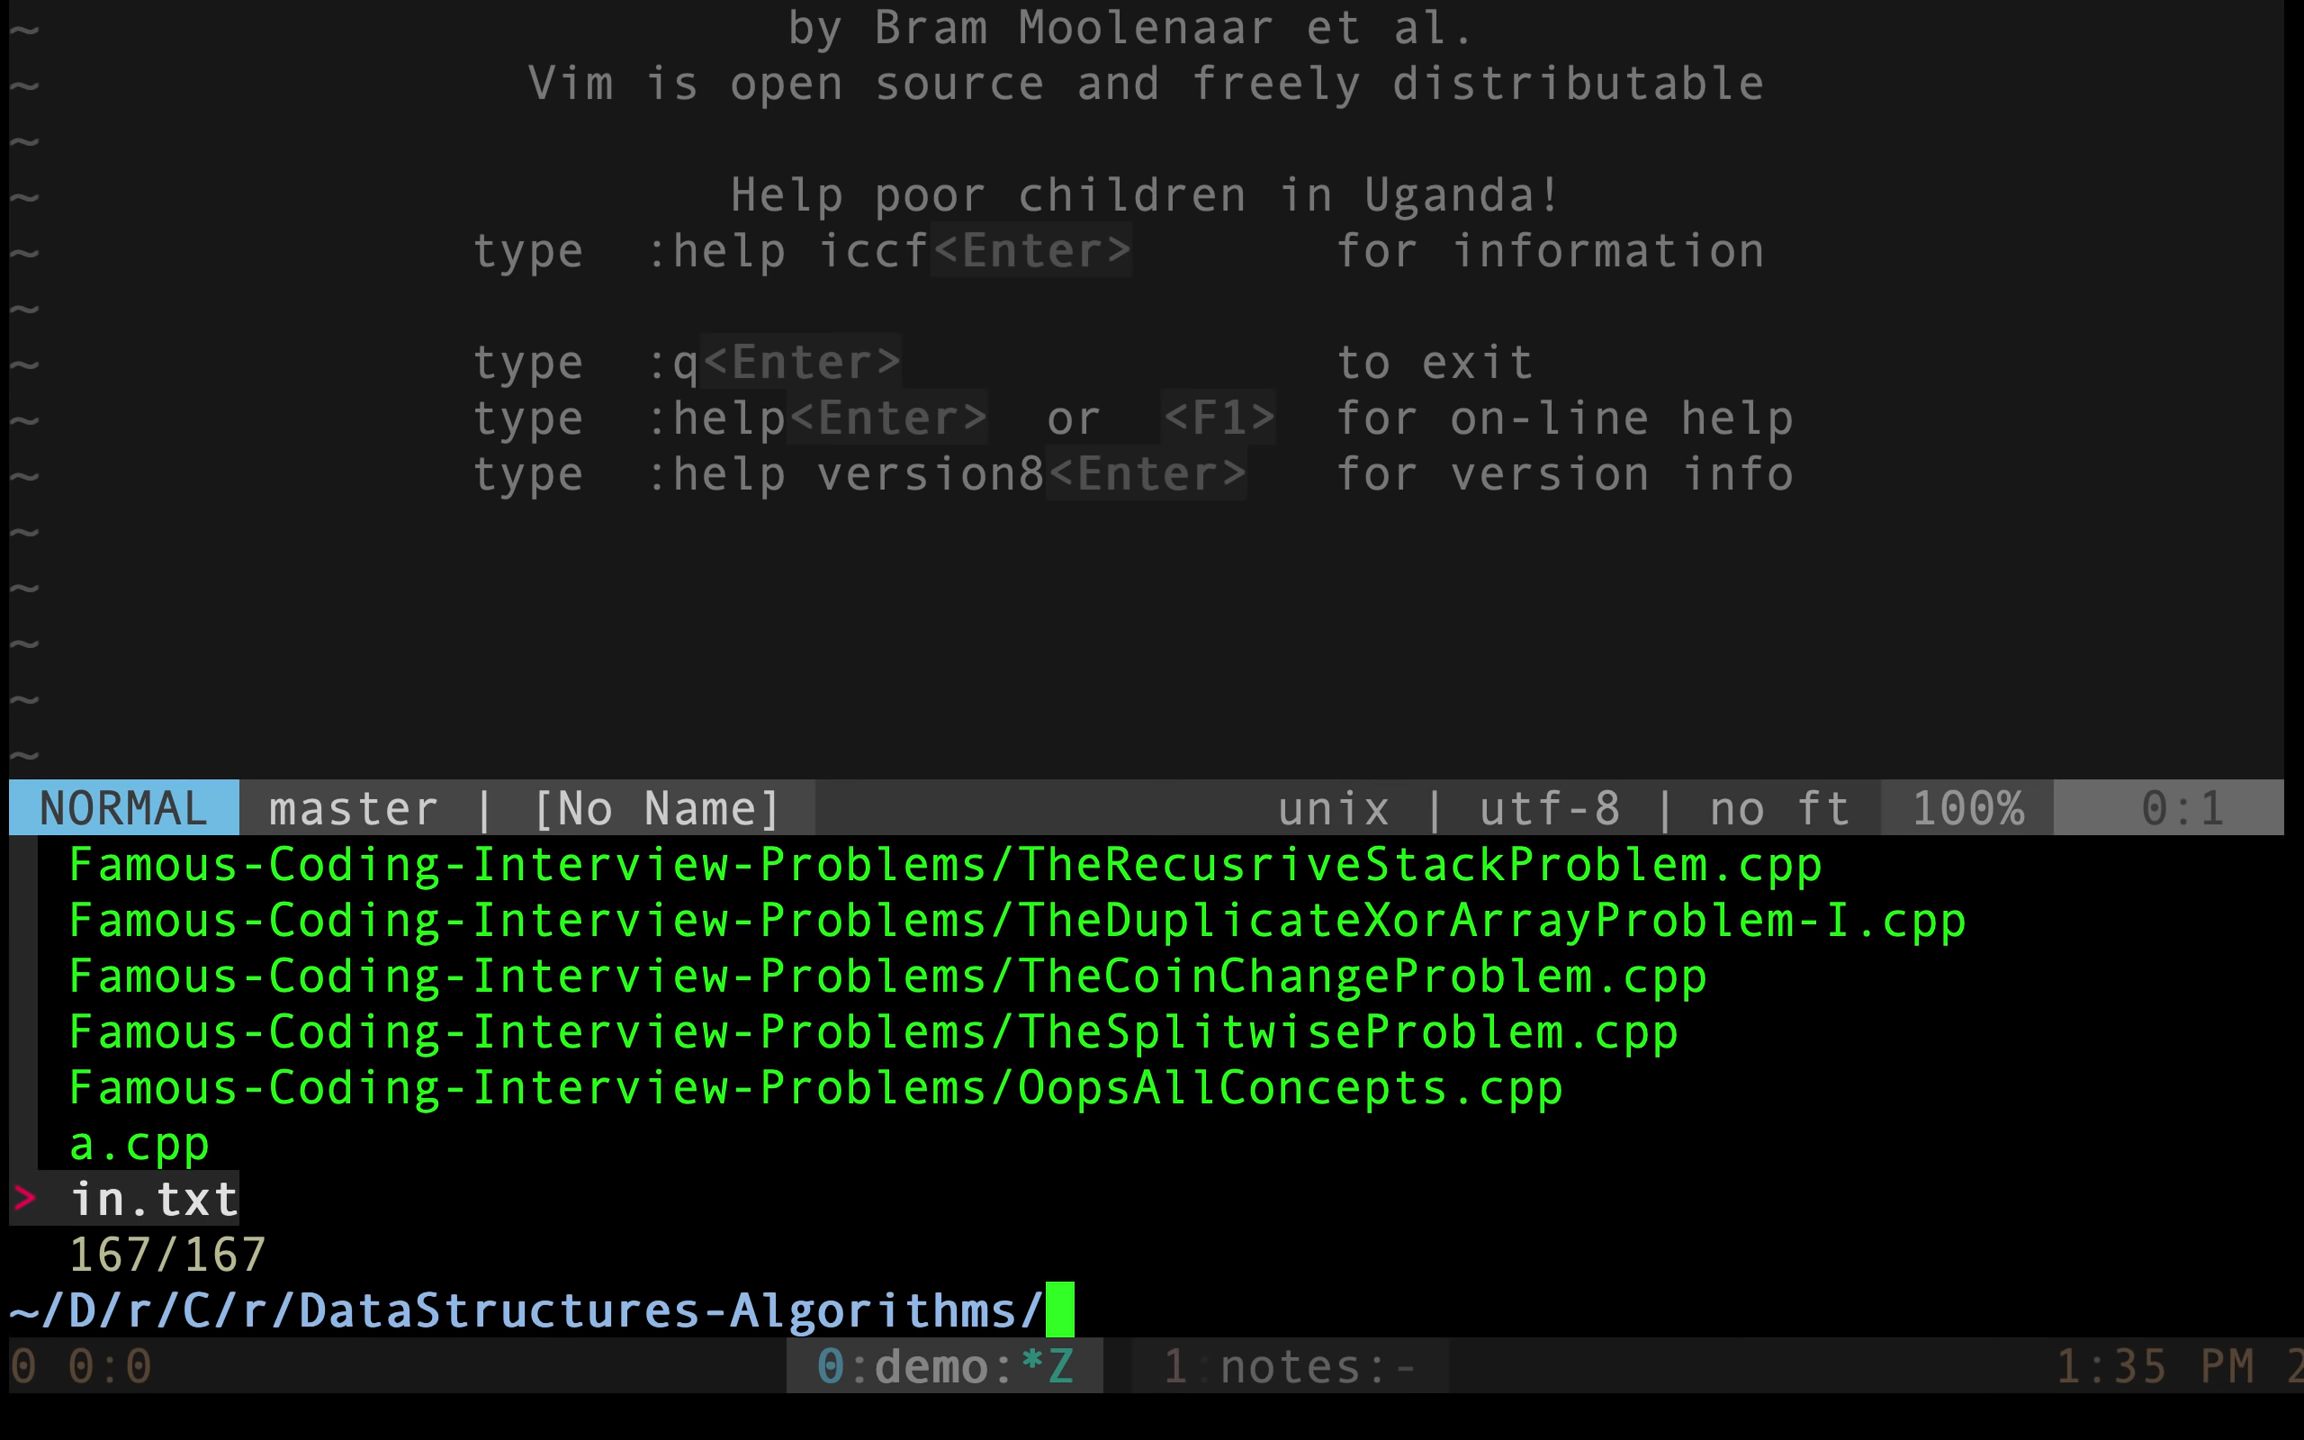 ~ by Bram Moolenaar et al.
~ Vim is open source and freely distributable
~
~ Help poor children in Uganda!
~ type :help iccf<Enter> for information
~
~ type :q<Enter> to exit
~ type :help<Enter> or <F1> for on-line help
~ type :help version8<Enter> for version info
~
~
~
~
~
NORMAL master | [No Name] unix | utf-8 | no ft 100% 0:1
Famous-Coding-Interview-Problems/TheRecusriveStackProblem.cpp
Famous-Coding-Interview-Problems/TheDuplicateXorArrayProblem-I.cpp
Famous-Coding-Interview-Problems/TheCoinChangeProblem.cpp
Famous-Coding-Interview-Problems/TheSplitwiseProblem.cpp
Famous-Coding-Interview-Problems/OopsAllConcepts.cpp
a.cpp
> in.txt
167/167
~/D/r/C/r/DataStructures-Algorithms/
0 0:0 0:demo:*Z 1:notes:- 1:35 PM 2